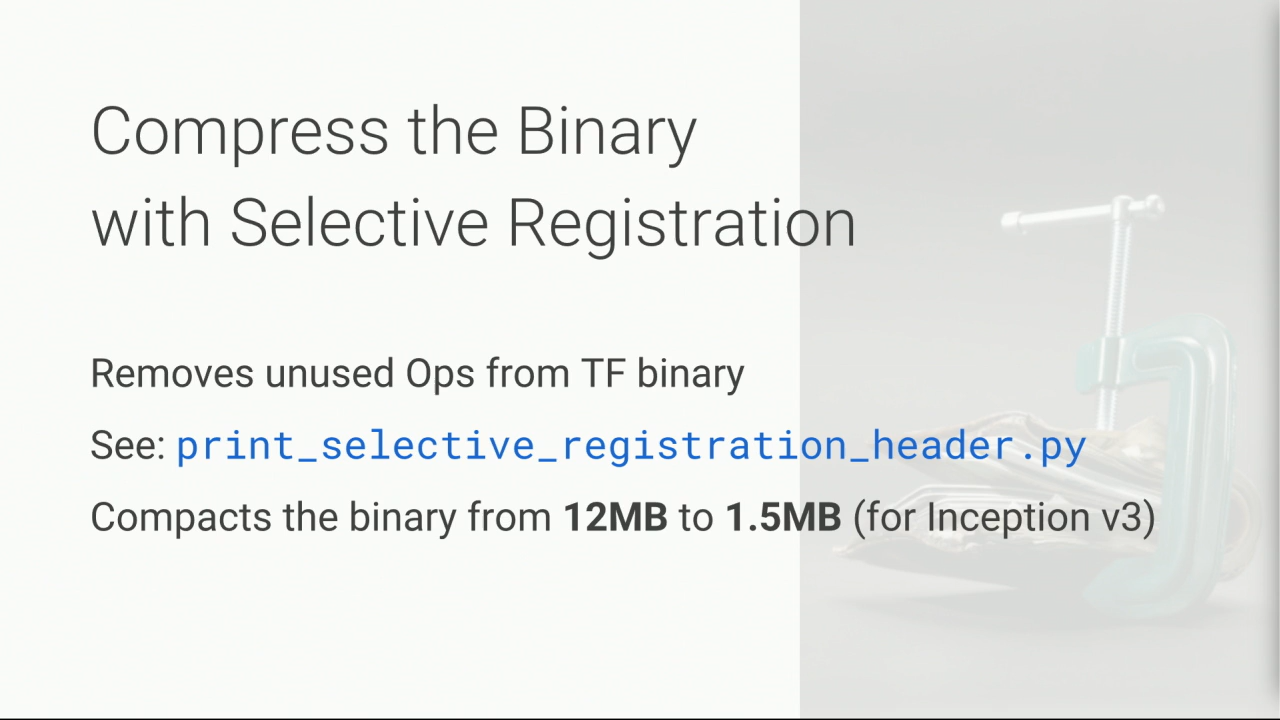 Compress the Binary
with Selective Registration
Removes unused Ops from TF binary
See: print_selective_registration_header.py
Compacts the binary from 12MB to 1.5MB (for Inception v3)